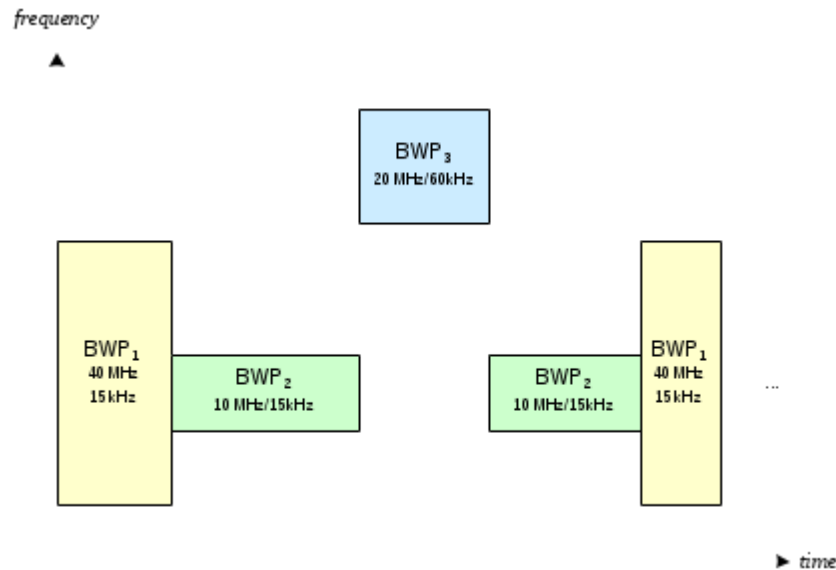 frequency
BWP₃
20 MHz/60kHz
BWP₁
40 MHz
15kHz
BWP₂
10 MHz/15kHz
BWP₂
10 MHz/15kHz
BWP₁
40 MHz
15kHz
...
time